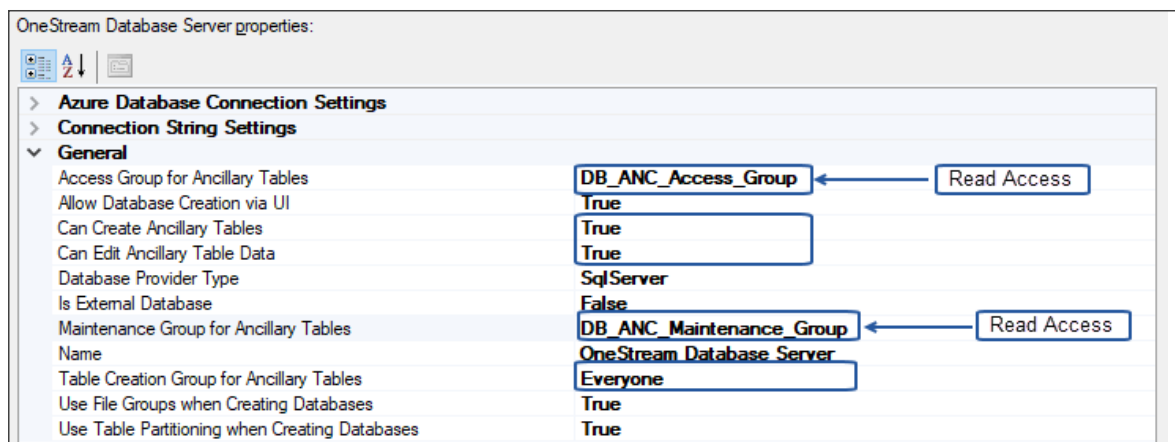 OneStream Database Server properties:
Azure Database Connection Settings
Connection String Settings
General
Access Group for Ancillary Tables DB_ANC_Access_Group Read Access
Allow Database Creation via UI True
Can Create Ancillary Tables True
Can Edit Ancillary Table Data True
Database Provider Type SqlServer
Is External Database False
Maintenance Group for Ancillary Tables DB_ANC_Maintenance_Group Read Access
Name OneStream Database Server
Table Creation Group for Ancillary Tables Everyone
Use File Groups when Creating Databases True
Use Table Partitioning when Creating Databases True